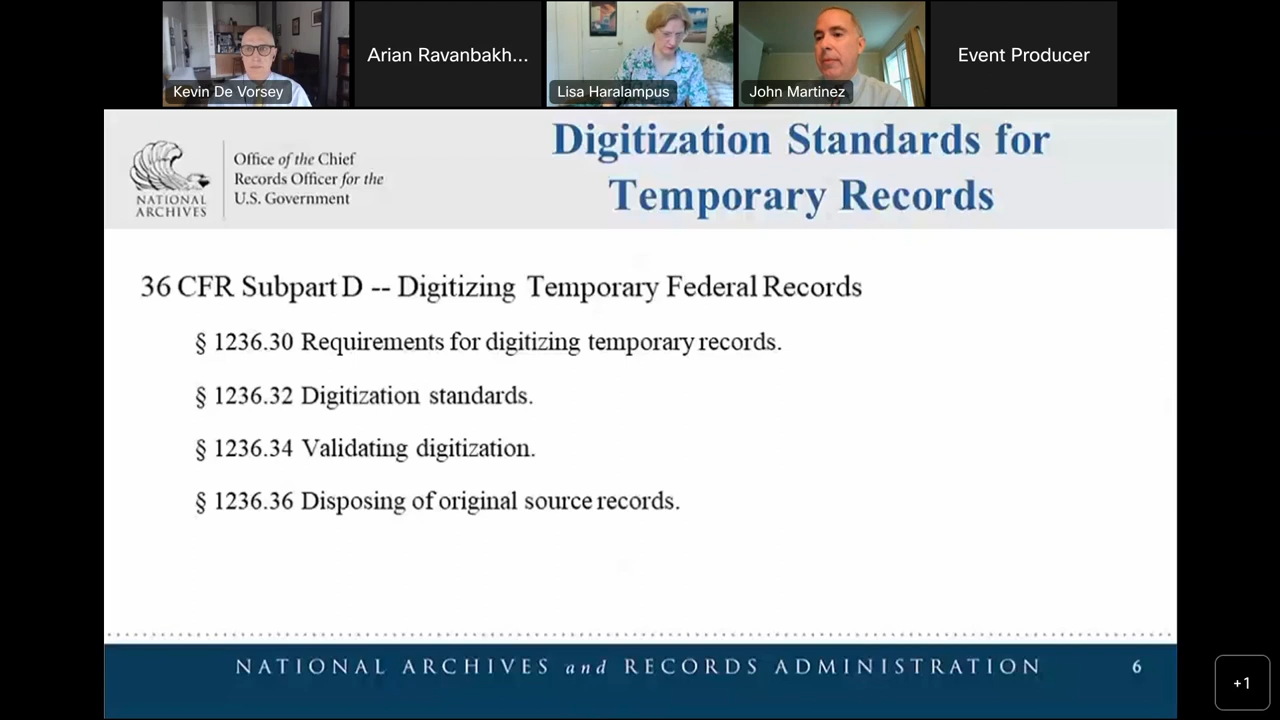 Kevin De Vorsey
Arian Ravanbakh...
Lisa Haralampus
John Martinez
Event Producer
NATIONAL
ARCHIVES
Office of the Chief
Records Officer for the
U.S. Government
Digitization Standards for
Temporary Records
36 CFR Subpart D -- Digitizing Temporary Federal Records
§ 1236.30 Requirements for digitizing temporary records.
§ 1236.32 Digitization standards.
§ 1236.34 Validating digitization.
§ 1236.36 Disposing of original source records.
NATIONAL ARCHIVES and RECORDS ADMINISTRATION
6
+1